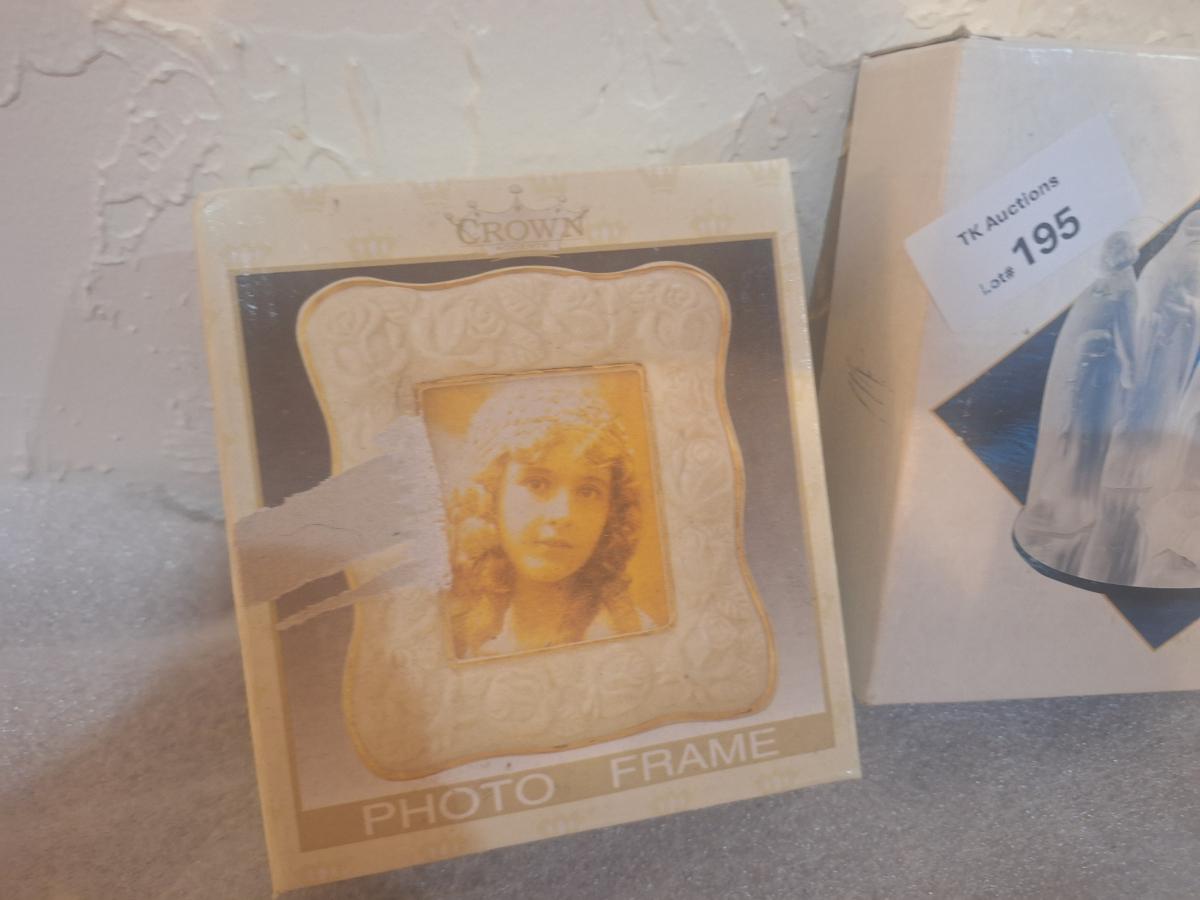 CROWN
PHOTO FRAME
TK Auctions
Lot# 195